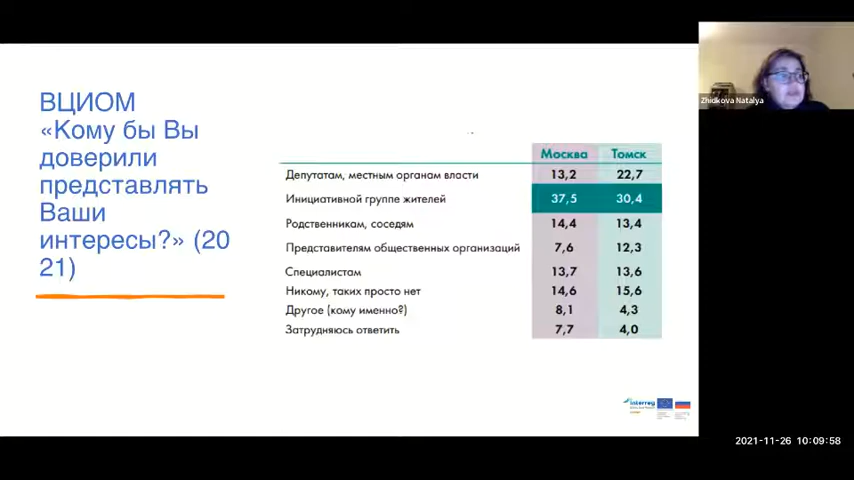 ВЦИОМ
«Кому бы Вы
доверили
представлять
Ваши
интересы?» (20
21)
Москва Томск
Депутатам, местным органам власти 13,2 22,7
Инициативной группе жителей 37,5 30,4
Родственникам, соседям 14,4 13,4
Представителям общественных организаций 7,6 12,3
Специалистам 13,7 13,6
Никому, таких просто нет 14,6 15,6
Другое (кому именно?) 8,1 4,3
Затрудняюсь ответить 7,7 4,0
Zhidkova Natalya
interreg
2021-11-26 10:09:58